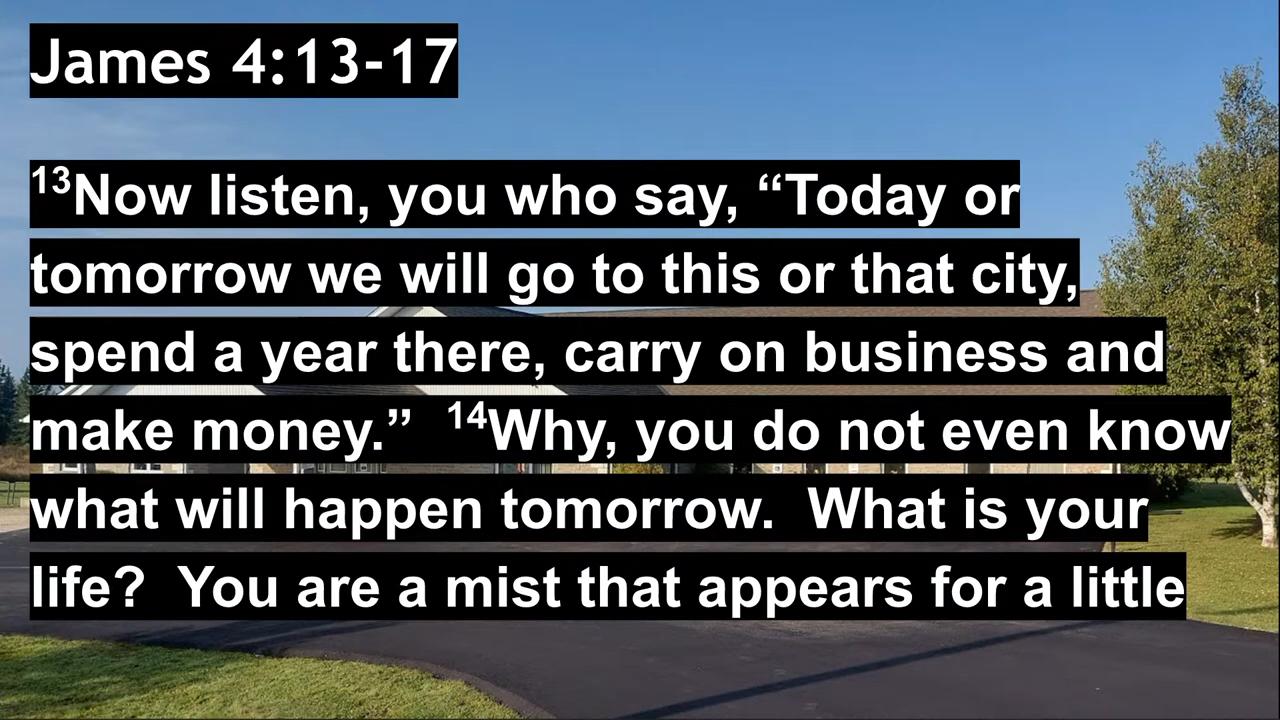 James 4:13-17
¹³Now listen, you who say, “Today or
tomorrow we will go to this or that city,
spend a year there, carry on business and
make money.”  ¹⁴Why, you do not even know
what will happen tomorrow.  What is your
life?  You are a mist that appears for a little